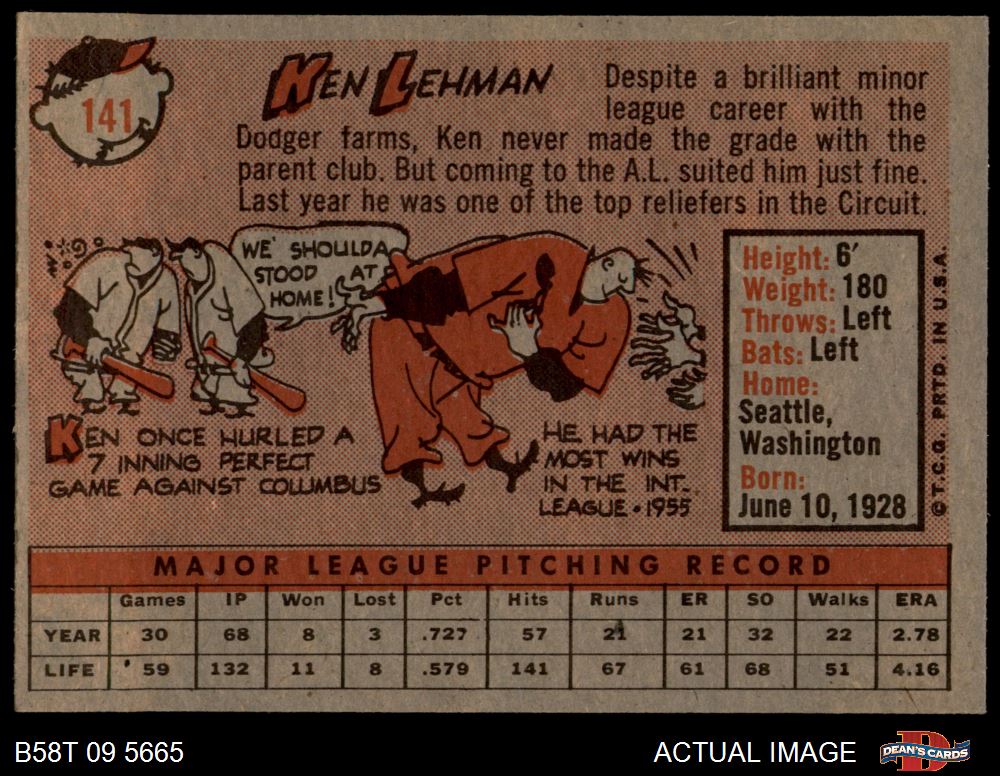 141
KEN LEHMAN
Despite a brilliant minor
league career with the
Dodger farms, Ken never made the grade with the
parent club. But coming to the A.L. suited him just fine.
Last year he was one of the top reliefers in the Circuit.
WE SHOULDA
STOOD AT
HOME!
KEN ONCE HURLED A
7 INNING PERFECT
GAME AGAINST COLUMBUS
HE HAD THE
MOST WINS
IN THE INT.
LEAGUE • 1955
Height: 6'
Weight: 180
Throws: Left
Bats: Left
Home:
Seattle,
Washington
Born:
June 10, 1928
© T.C.G. PRTD. IN U.S.A.
MAJOR LEAGUE PITCHING RECORD
Games IP Won Lost Pct Hits Runs ER SO Walks ERA
YEAR 30 68 8 3 .727 57 21 21 32 22 2.78
LIFE 59 132 11 8 .579 141 67 61 68 51 4.16
B58T 09 5665
ACTUAL IMAGE
DEAN'S CARDS